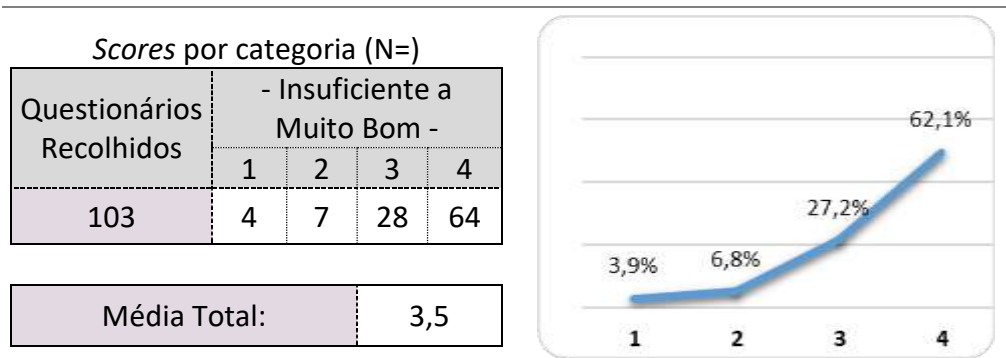 Scores por categoria (N=)
Questionários
Recolhidos
- Insuficiente a
Muito Bom -
1 2 3 4
103 4 7 28 64
Média Total: 3,5
62,1%
27,2%
6,8%
3,9%
1 2 3 4